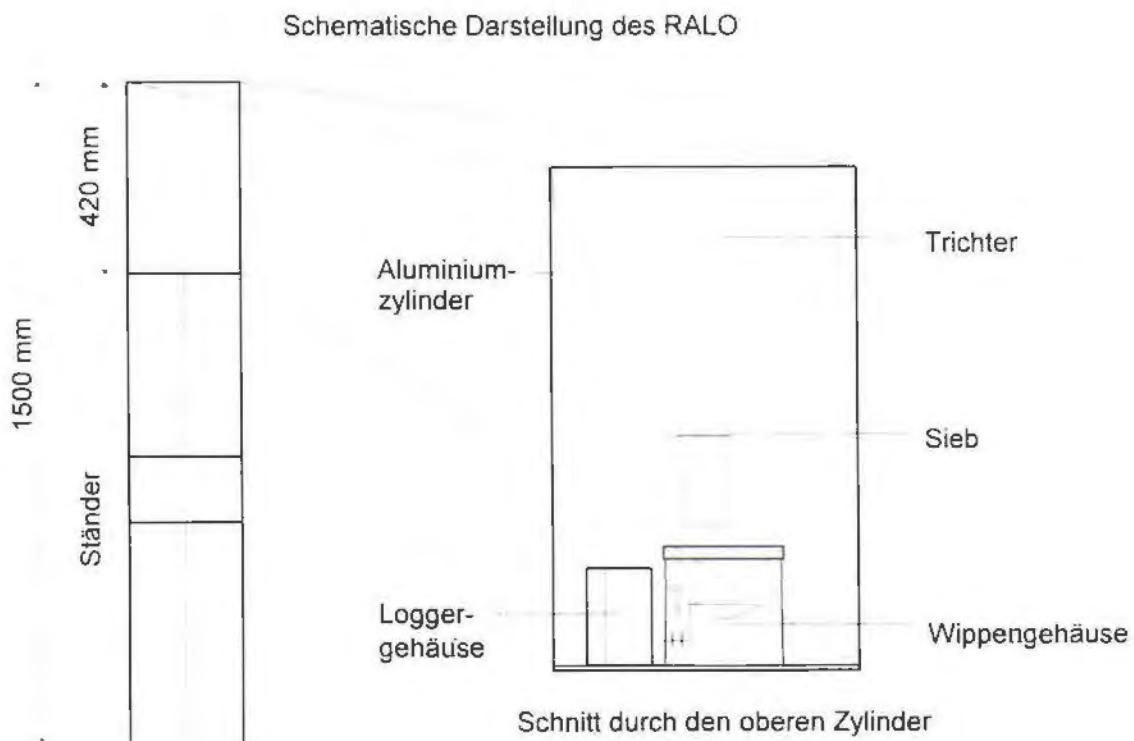 Schematische Darstellung des RALO
420 mm
1500 mm
Ständer
Aluminium-
zylinder
Trichter
Sieb
Logger-
gehäuse
Wippengehäuse
Schnitt durch den oberen Zylinder